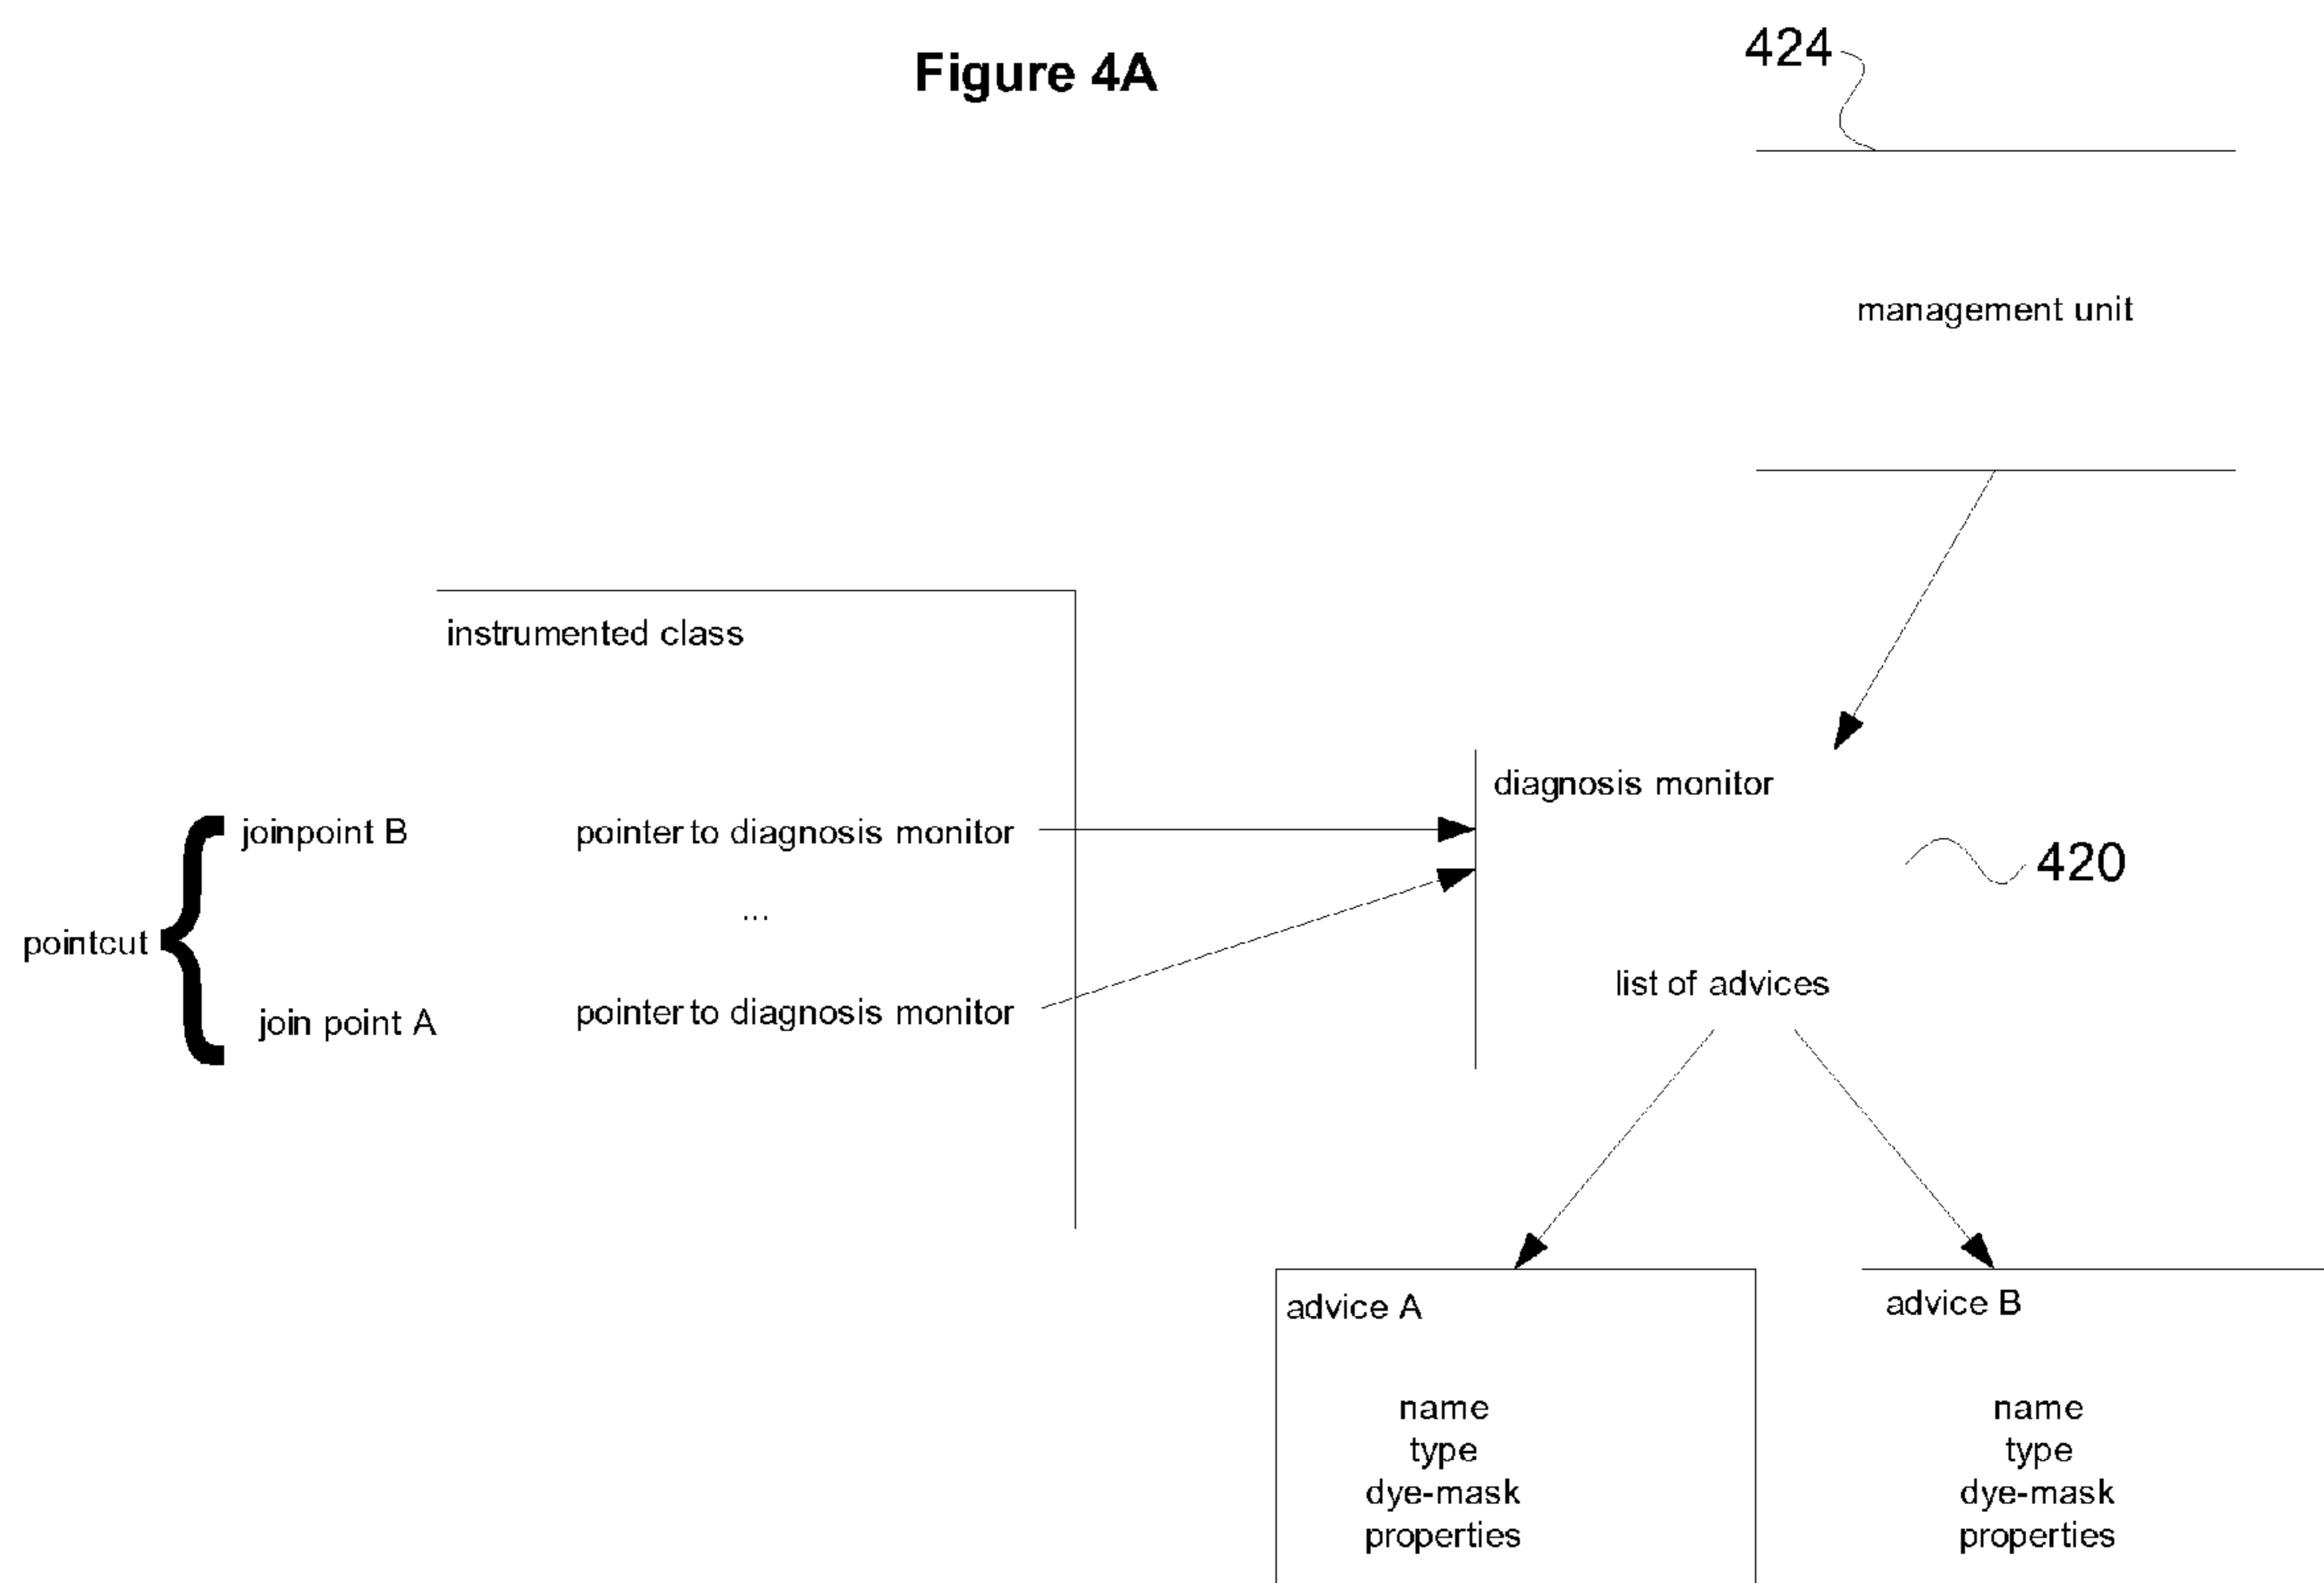 Figure 4A
424
management unit
instrumented class
diagnosis monitor
joinpoint B
pointer to diagnosis monitor
420
...
pointcut
list of advices
join point A
pointer to diagnosis monitor
advice A
name
type
dye-mask
properties
advice B
name
type
dye-mask
properties